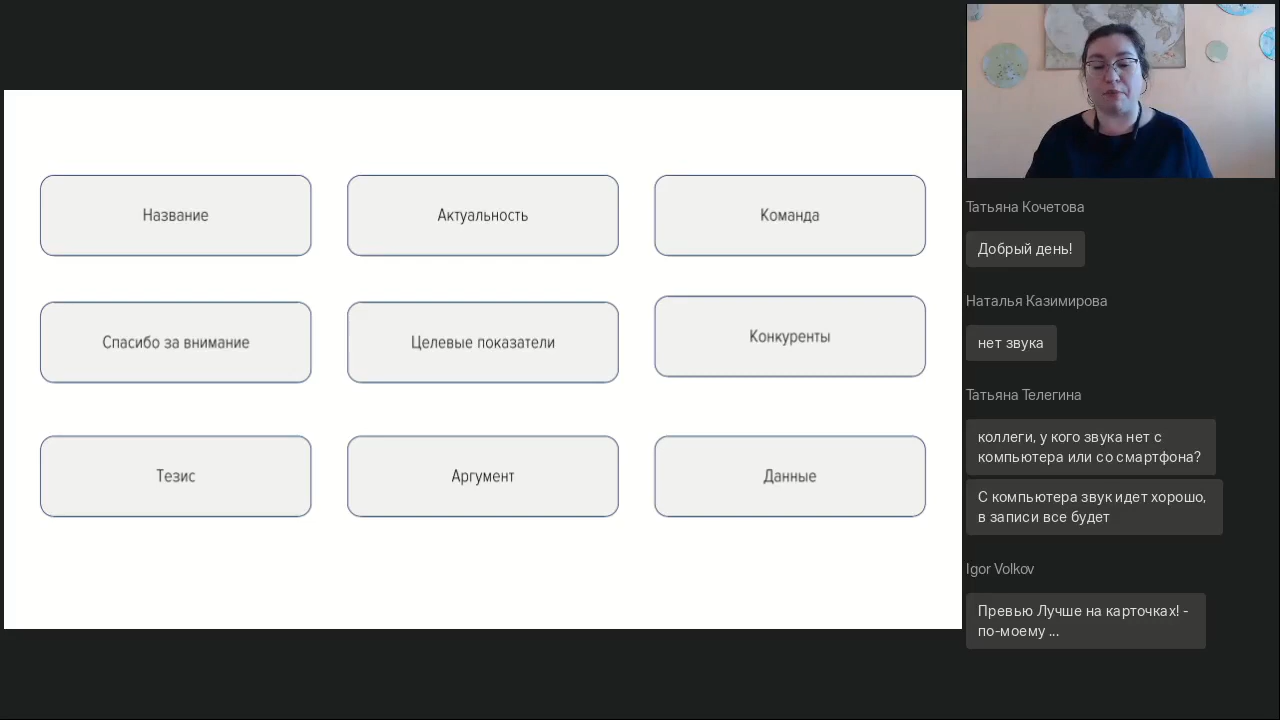 Название
Актуальность
Команда
Спасибо за внимание
Целевые показатели
Конкуренты
Тезис
Аргумент
Данные
Татьяна Кочетова
Добрый день!
Наталья Казимирова
нет звука
Татьяна Телегина
коллеги, у кого звука нет с
компьютера или со смартфона?
С компьютера звук идет хорошо,
в записи все будет
Igor Volkov
Превью Лучше на карточках! -
по-моему ...